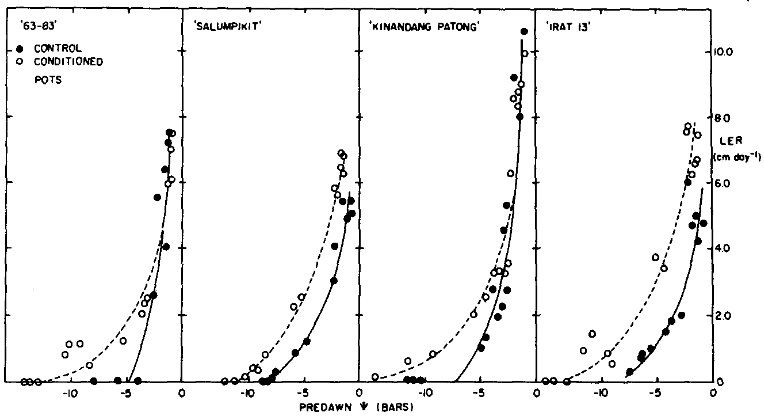 '63-83'
'SALUMPIKIT'
'KINANDANG PATONG'
'IRAT 13'
● CONTROL
○ CONDITIONED
POTS
10.0
8.0
LER
(cm day⁻¹)
6.0
4.0
2.0
0
-10 -5 0
-10 -5 0
-10 -5 0
-10 -5 0
PREDAWN Ψ (BARS)